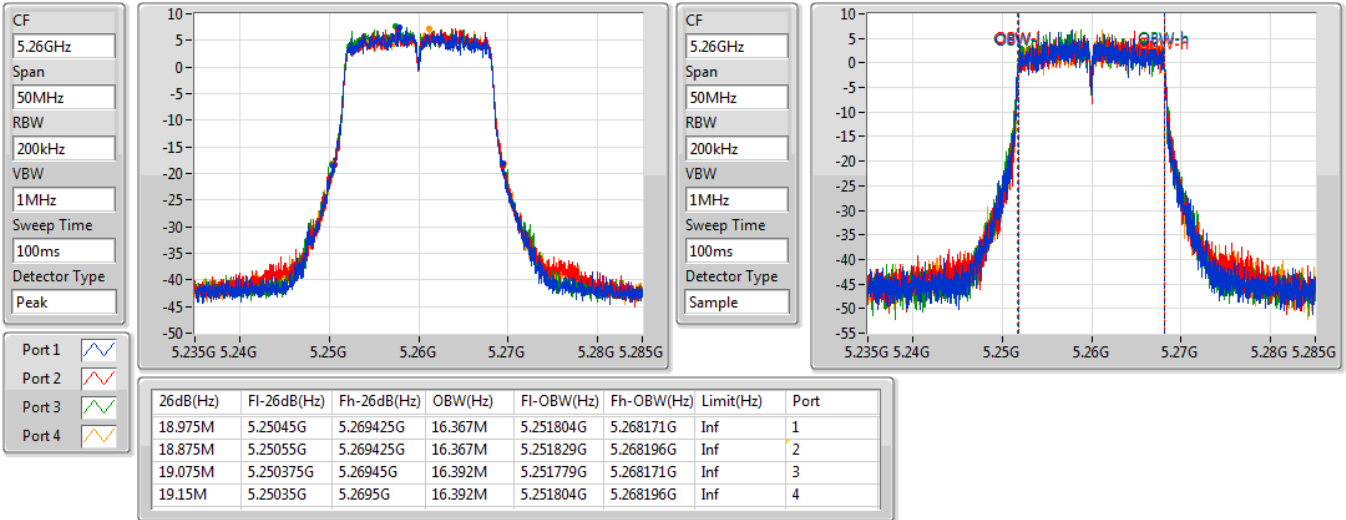 CF
5.26GHz
Span
50MHz
RBW
200kHz
VBW
1MHz
Sweep Time
100ms
Detector Type
Peak
10
5
0
-5
-10
-15
-20
-25
-30
-35
-40
-45
-50
5.235G 5.24G 5.25G 5.26G 5.27G 5.28G 5.285G
CF
5.26GHz
Span
50MHz
RBW
200kHz
VBW
1MHz
Sweep Time
100ms
Detector Type
Sample
10
5
0
-5
-10
-15
-20
-25
-30
-35
-40
-45
-50
-55
OBW-l OBW-h
5.235G 5.24G 5.25G 5.26G 5.27G 5.28G 5.285G
Port 1
Port 2
Port 3
Port 4
26dB(Hz) Fl-26dB(Hz) Fh-26dB(Hz) OBW(Hz) Fl-OBW(Hz) Fh-OBW(Hz) Limit(Hz) Port
18.975M 5.25045G 5.269425G 16.367M 5.251804G 5.268171G Inf 1
18.875M 5.25055G 5.269425G 16.367M 5.251829G 5.268196G Inf 2
19.075M 5.250375G 5.26945G 16.392M 5.251779G 5.268171G Inf 3
19.15M 5.25035G 5.2695G 16.392M 5.251804G 5.268196G Inf 4